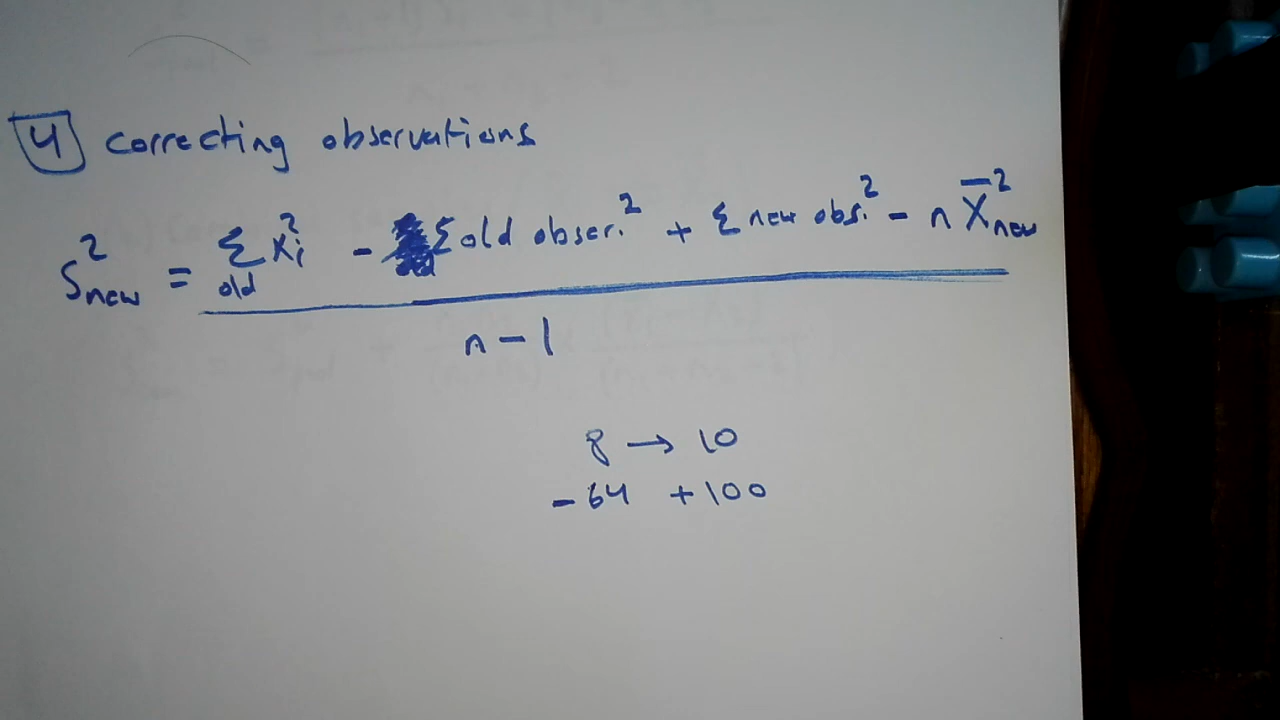 4 correcting observations
S²new = Σold Xi² - Σ old obser.² + Σ new obs.² - n X̄²new
n - 1
8 → 10
- 64 + 100